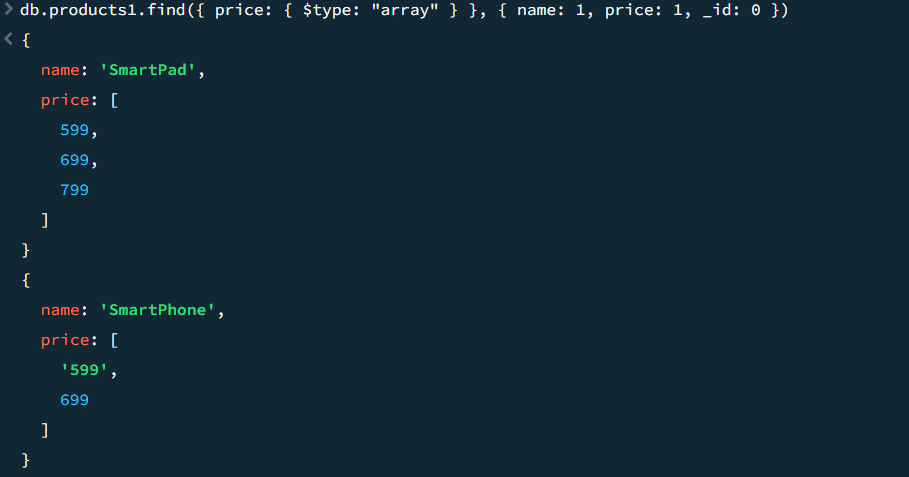 > db.products1.find({ price: { $type: "array" } }, { name: 1, price: 1, _id: 0 })
< {
name: 'SmartPad',
price: [
599,
699,
799
]
}
{
name: 'SmartPhone',
price: [
'599',
699
]
}